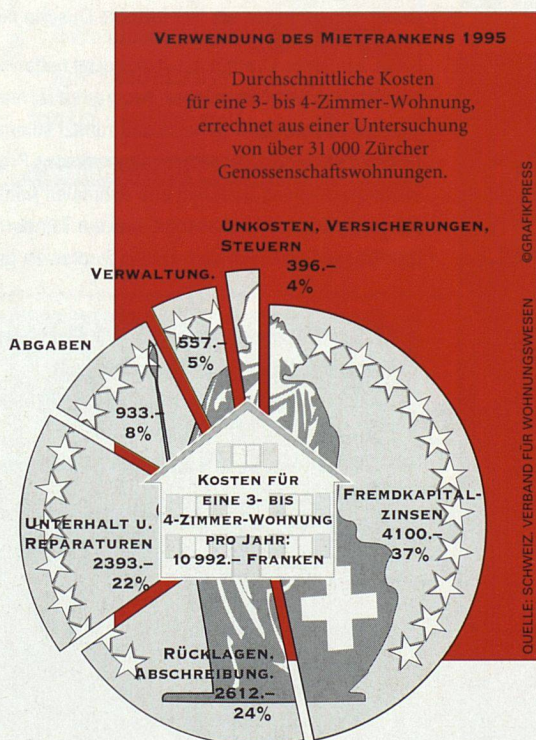 VERWENDUNG DES MIETFRANKENS 1995
Durchschnittliche Kosten
für eine 3- bis 4-Zimmer-Wohnung,
errechnet aus einer Untersuchung
von über 31 000 Zürcher
Genossenschaftswohnungen.
UNKOSTEN, VERSICHERUNGEN,
STEUERN
396.–
4%
VERWALTUNG.
557.–
5%
ABGABEN
933.–
8%
KOSTEN FÜR
EINE 3- BIS
4-ZIMMER-WOHNUNG
PRO JAHR:
10 992.– FRANKEN
FREMDKAPITAL-
ZINSEN
4100.–
37%
UNTERHALT U.
REPARATUREN
2393.–
22%
RÜCKLAGEN,
ABSCHREIBUNG.
2612.–
24%
QUELLE: SCHWEIZ. VERBAND FÜR WOHNUNGSWESEN ©GRAFIKPRESS